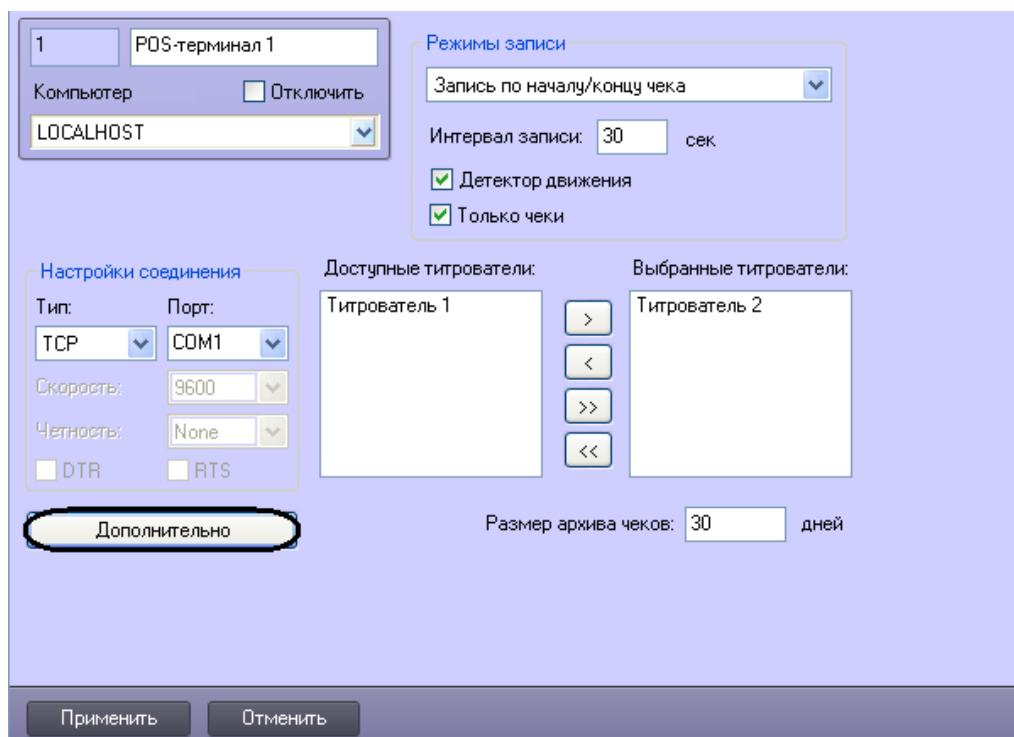 1 POS-терминал 1
Компьютер Отключить
LOCALHOST
Режимы записи
Запись по началу/концу чека
Интервал записи: 30 сек
Детектор движения
Только чеки
Настройки соединения
Тип: Порт:
TCP COM1
Скорость: 9600
Четность: None
DTR RTS
Дополнительно
Доступные титрователи:
Титрователь 1
>
<
>>
<<
Выбранные титрователи:
Титрователь 2
Размер архива чеков: 30 дней
Применить Отменить